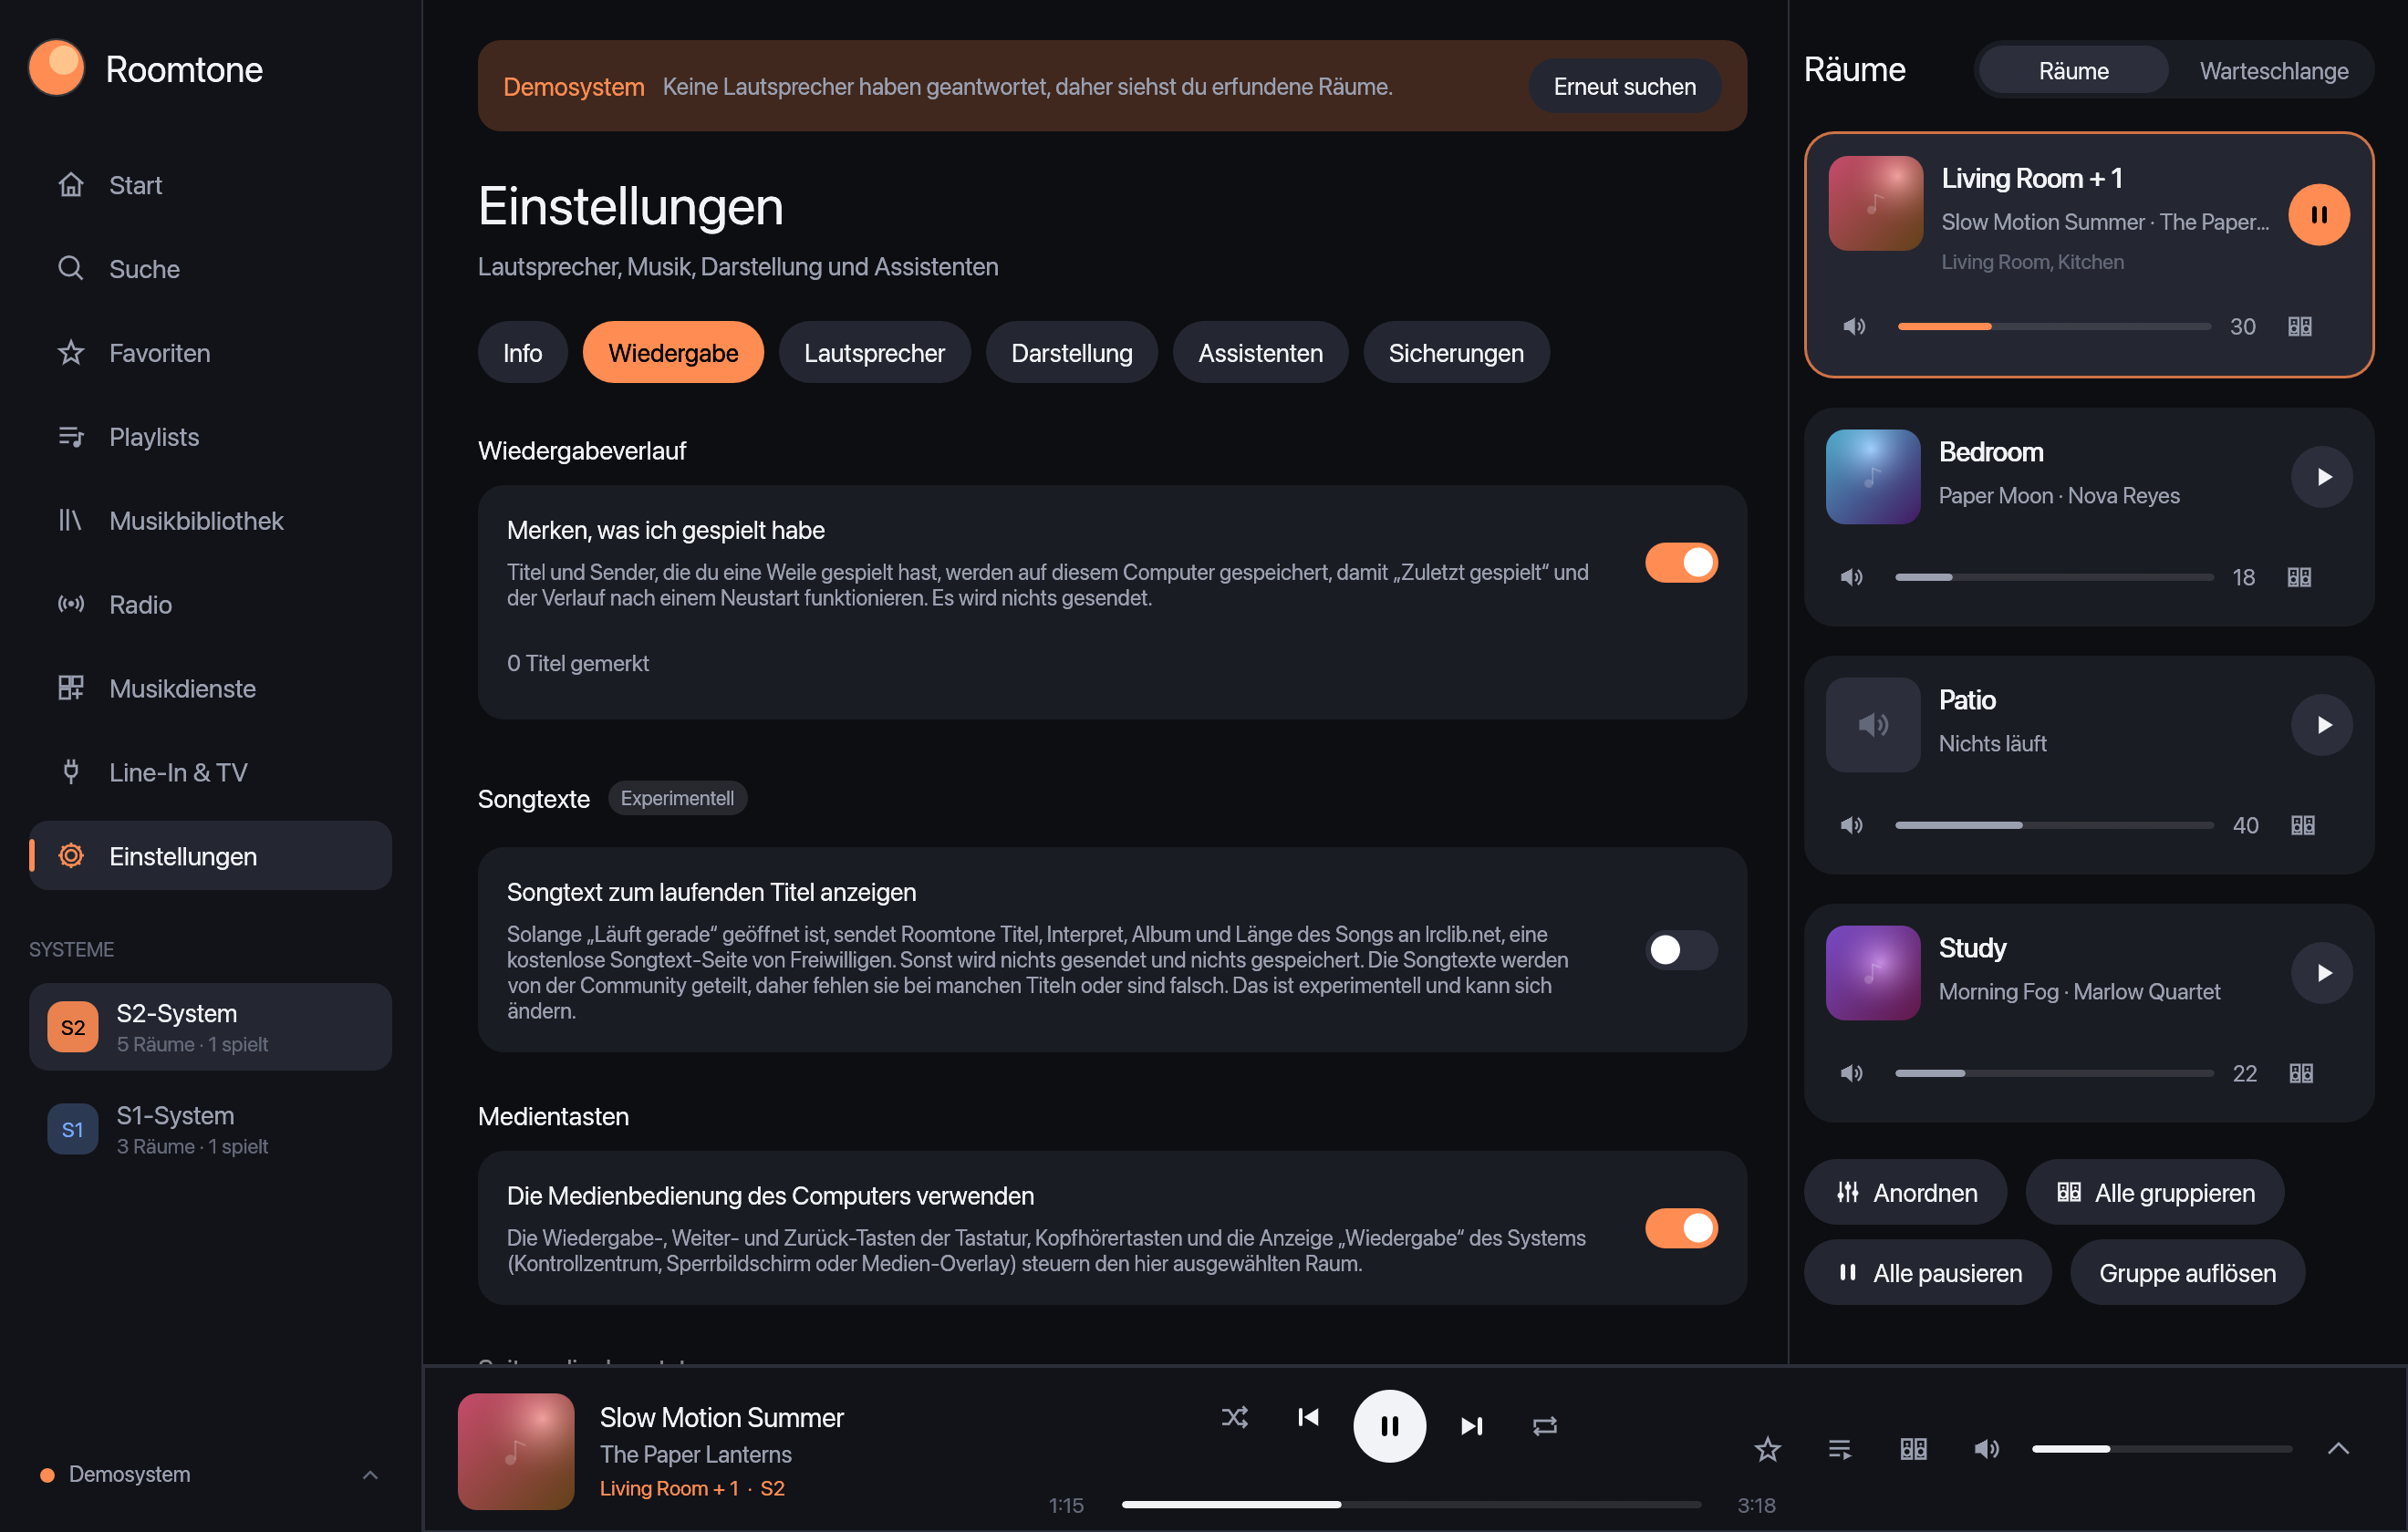 Roomtone
Start
Suche
Favoriten
Playlists
Musikbibliothek
Radio
Musikdienste
Line-In & TV
Einstellungen
SYSTEME
S2
S2-System
5 Räume · 1 spielt
S1
S1-System
3 Räume · 1 spielt
Demosystem
Demosystem Keine Lautsprecher haben geantwortet, daher siehst du erfundene Räume.
Erneut suchen
Einstellungen
Lautsprecher, Musik, Darstellung und Assistenten
Info
Wiedergabe
Lautsprecher
Darstellung
Assistenten
Sicherungen
Wiedergabeverlauf
Merken, was ich gespielt habe
Titel und Sender, die du eine Weile gespielt hast, werden auf diesem Computer gespeichert, damit „Zuletzt gespielt“ und
der Verlauf nach einem Neustart funktionieren. Es wird nichts gesendet.
0 Titel gemerkt
Songtexte
Experimentell
Songtext zum laufenden Titel anzeigen
Solange „Läuft gerade“ geöffnet ist, sendet Roomtone Titel, Interpret, Album und Länge des Songs an lrclib.net, eine
kostenlose Songtext-Seite von Freiwilligen. Sonst wird nichts gesendet und nichts gespeichert. Die Songtexte werden
von der Community geteilt, daher fehlen sie bei manchen Titeln oder sind falsch. Das ist experimentell und kann sich
ändern.
Medientasten
Die Medienbedienung des Computers verwenden
Die Wiedergabe-, Weiter- und Zurück-Tasten der Tastatur, Kopfhörertasten und die Anzeige „Wiedergabe“ des Systems
(Kontrollzentrum, Sperrbildschirm oder Medien-Overlay) steuern den hier ausgewählten Raum.
Räume
Räume
Warteschlange
Living Room + 1
Slow Motion Summer · The Paper...
Living Room, Kitchen
30
Bedroom
Paper Moon · Nova Reyes
18
Patio
Nichts läuft
40
Study
Morning Fog · Marlow Quartet
22
Anordnen
Alle gruppieren
Alle pausieren
Gruppe auflösen
Slow Motion Summer
The Paper Lanterns
Living Room + 1 · S2
1:15
3:18